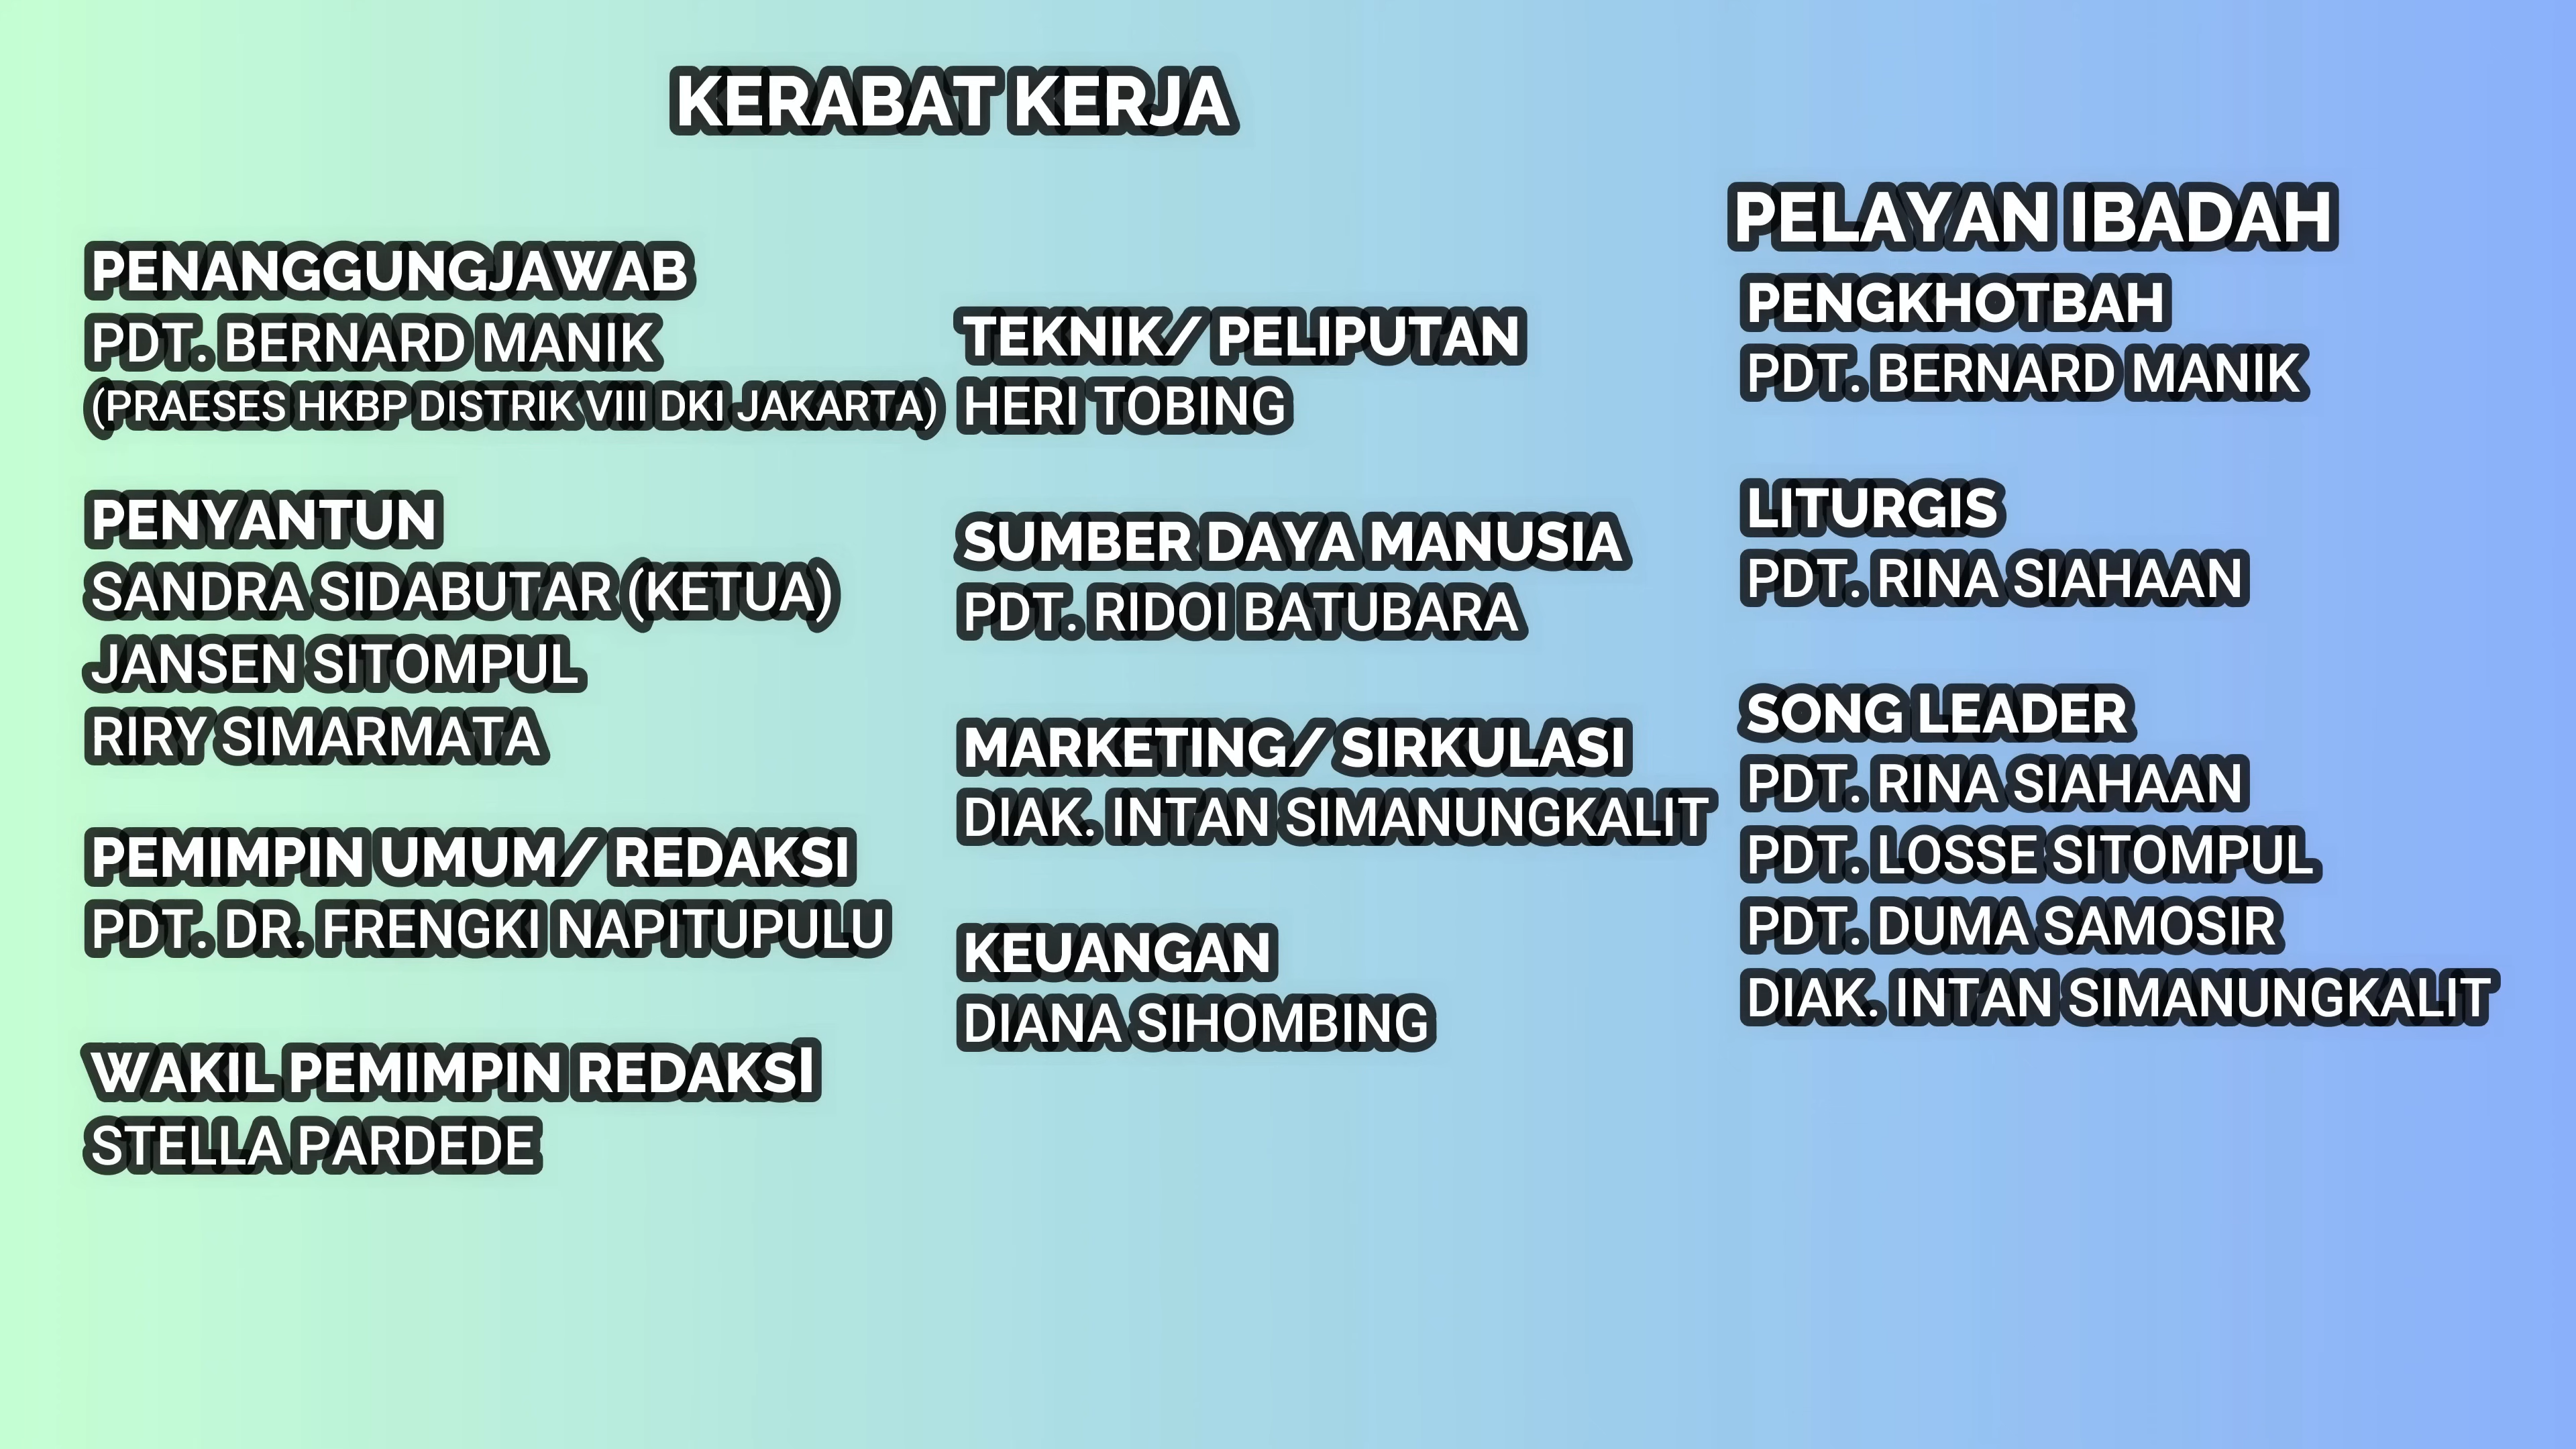 KERABAT KERJA
PENANGGUNGJAWAB
PDT. BERNARD MANIK
(PRAESES HKBP DISTRIK VIII DKI JAKARTA)
PENYANTUN
SANDRA SIDABUTAR (KETUA)
JANSEN SITOMPUL
RIRY SIMARMATA
PEMIMPIN UMUM/ REDAKSI
PDT. DR. FRENGKI NAPITUPULU
WAKIL PEMIMPIN REDAKSI
STELLA PARDEDE
TEKNIK/ PELIPUTAN
HERI TOBING
SUMBER DAYA MANUSIA
PDT. RIDOI BATUBARA
MARKETING/ SIRKULASI
DIAK. INTAN SIMANUNGKALIT
KEUANGAN
DIANA SIHOMBING
PELAYAN IBADAH
PENGKHOTBAH
PDT. BERNARD MANIK
LITURGIS
PDT. RINA SIAHAAN
SONG LEADER
PDT. RINA SIAHAAN
PDT. LOSSE SITOMPUL
PDT. DUMA SAMOSIR
DIAK. INTAN SIMANUNGKALIT